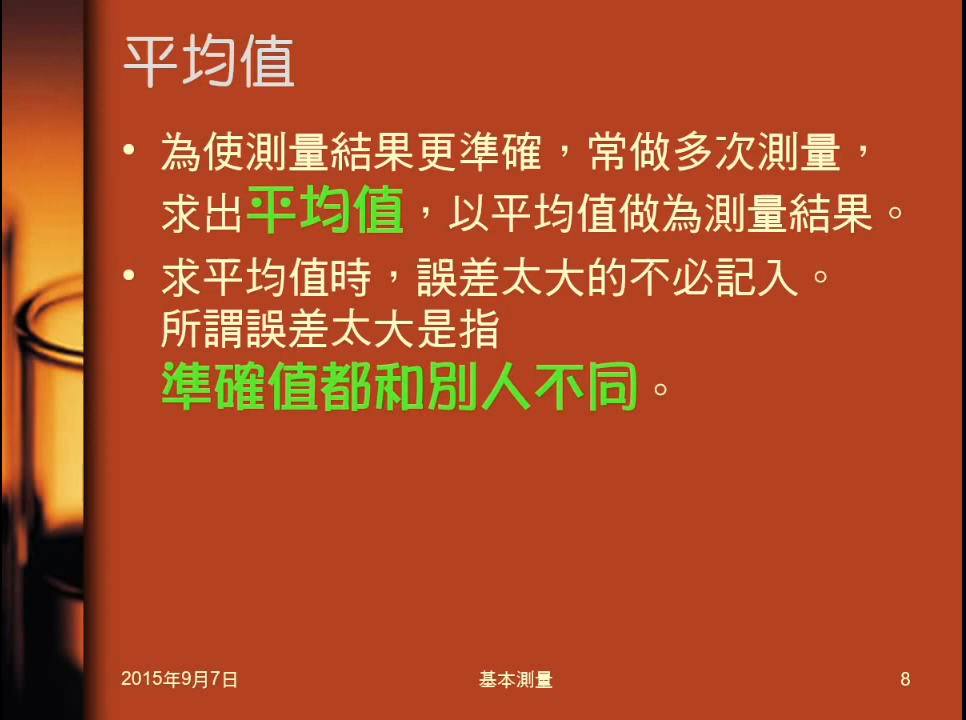 平均值
• 為使測量結果更準確，常做多次測量，
求出平均值，以平均值做為測量結果。
• 求平均值時，誤差太大的不必記入。
所謂誤差太大是指
準確值都和別人不同。
2015年9月7日
基本測量
8